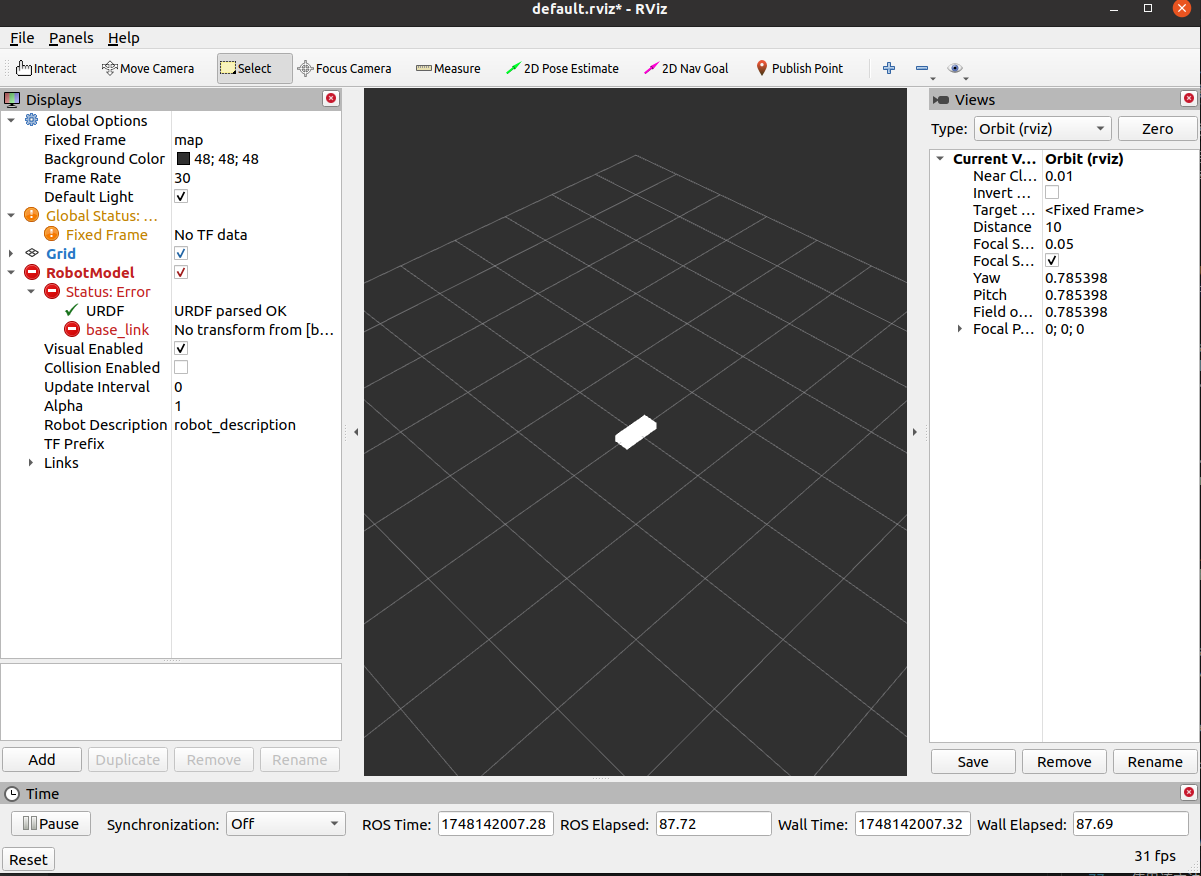 default.rviz* - RViz
File Panels Help
Interact Move Camera Select Focus Camera Measure 2D Pose Estimate 2D Nav Goal Publish Point
Displays
Global Options
Fixed Frame map
Background Color 48; 48; 48
Frame Rate 30
Default Light
Global Status: ...
Fixed Frame No TF data
Grid
RobotModel
Status: Error
URDF URDF parsed OK
base_link No transform from [b...
Visual Enabled
Collision Enabled
Update Interval 0
Alpha 1
Robot Description robot_description
TF Prefix
Links
Add Duplicate Remove Rename
Views
Type: Orbit (rviz) Zero
Current V... Orbit (rviz)
Near Cl... 0.01
Invert ...
Target ... <Fixed Frame>
Distance 10
Focal S... 0.05
Focal S...
Yaw 0.785398
Pitch 0.785398
Field o... 0.785398
Focal P... 0; 0; 0
Save Remove Rename
Time
Pause Synchronization: Off ROS Time: 1748142007.28 ROS Elapsed: 87.72 Wall Time: 1748142007.32 Wall Elapsed: 87.69
Reset 31 fps